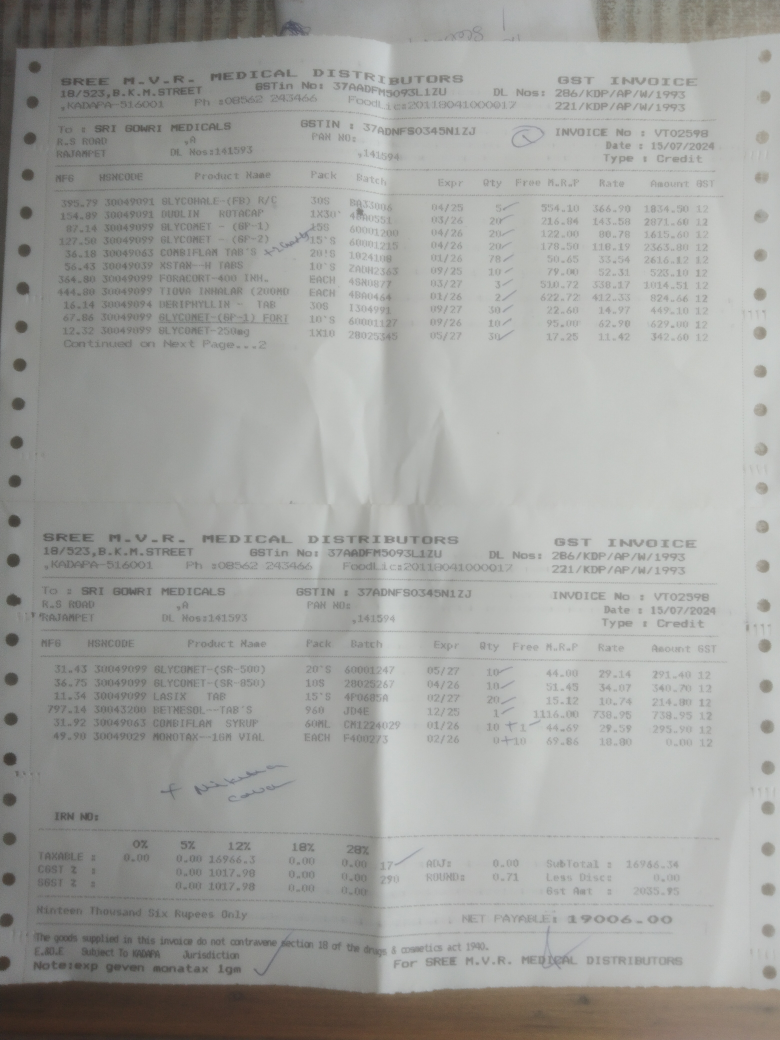 SREE M.V.R. MEDICAL DISTRIBUTORS GST INVOICE
18/523,B.K.M.STREET GSTin No: 37AADFM5093L1ZU DL Nos: 286/KDP/AP/W/1993
,KADAPA-516001 Ph :08562 243466 FoodLic:20118041000017 221/KDP/AP/W/1993
To : SRI GOWRI MEDICALS GSTIN : 37ADNFS0345N1ZJ INVOICE No : VT02598
R.S ROAD ,A PAN NO: Date : 15/07/2024
RAJAMPET DL Nos:141593 ,141594 Type : Credit
MFG HSNCODE Product Name Pack Batch Expr Qty Free M.R.P Rate Amount GST
395.79 30049091 GLYCOHALE-(FB) R/C 30S BA33006 04/25 5 554.10 366.90 1834.50 12
154.89 30049091 DUOLIN ROTACAP 1X30' 03/26 20 216.84 143.58 2871.60 12
87.14 30049099 GLYCOMET - (GP-1) 15S 60001200 04/26 20 122.00 80.78 1615.60 12
127.50 30049099 GLYCOMET - (GP-2) 15'S 60001215 04/26 20 178.50 118.19 2363.80 12
36.18 30049063 COMBIFLAM TAB'S 20'S 1024108 01/26 78 50.65 33.54 2616.12 12
56.43 30049039 XSTAN-H TABS 10'S ZADH2363 09/25 10 79.00 52.31 523.10 12
364.80 30049099 FORACORT-400 INH. EACH 03/27 3 510.72 338.17 1014.51 12
444.80 30049099 TIOVA INHALAR (200MD EACH 01/26 2 622.72 412.33 824.66 12
16.14 30049094 DERIPHYLLIN - TAB 30S 1304991 09/27 30 22.60 14.97 449.10 12
67.86 30049099 GLYCOMET-(GP-1) FORT 10'S 60001127 09/26 10 95.00 62.90 629.00 12
12.32 30049099 GLYCOMET-250mg 1X10 28025345 05/27 30 17.25 11.42 342.60 12
Continued on Next Page...2
SREE M.V.R. MEDICAL DISTRIBUTORS GST INVOICE
18/523,B.K.M.STREET GSTin No: 37AADFM5093L1ZU DL Nos: 286/KDP/AP/W/1993
,KADAPA-516001 Ph :08562 243466 FoodLic:20118041000017 221/KDP/AP/W/1993
To : SRI GOWRI MEDICALS GSTIN : 37ADNFS0345N1ZJ INVOICE No : VT02598
R.S ROAD ,A PAN NO: Date : 15/07/2024
RAJAMPET DL Nos:141593 ,141594 Type : Credit
MFG HSNCODE Product Name Pack Batch Expr Qty Free M.R.P Rate Amount GST
31.43 30049099 GLYCOMET-(SR-500) 20'S 60001247 05/27 10 44.00 29.14 291.40 12
36.75 30049099 GLYCOMET-(SR-850) 10S 28025267 04/26 10 51.45 34.07 340.70 12
11.34 30049099 LASIX TAB 15'S 4P0685A 02/27 20 15.12 10.74 214.80 12
797.14 30043200 BETNESOL--TAB'S 960 JD4E 12/25 1 1116.00 738.95 738.95 12
31.92 30049063 COMBIFLAM SYRUP 60ML CM1224029 01/26 10 +1 44.69 29.59 295.90 12
49.90 30049029 MONOTAX--1GM VIAL EACH F400273 02/26 0+10 69.86 18.80 0.00 12
IRN NO:
0% 5% 12% 18% 28%
TAXABLE : 0.00 0.00 16966.3 0.00 0.00 17 ADJ: 0.00 SubTotal : 16966.34
CGST % : 0.00 1017.98 0.00 0.00 290 ROUND: 0.71 Less Disc: 0.00
SGST % : 0.00 1017.98 0.00 0.00 Gst Amt : 2035.95
Ninteen Thousand Six Rupees Only NET PAYABLE: 19006.00
The goods supplied in this invoice do not contravene section 18 of the drugs & cosmetics act 1940.
E.&O.E Subject To KADAPA Jurisdiction For SREE M.V.R. MEDICAL DISTRIBUTORS
Note:exp geven monatax 1gm